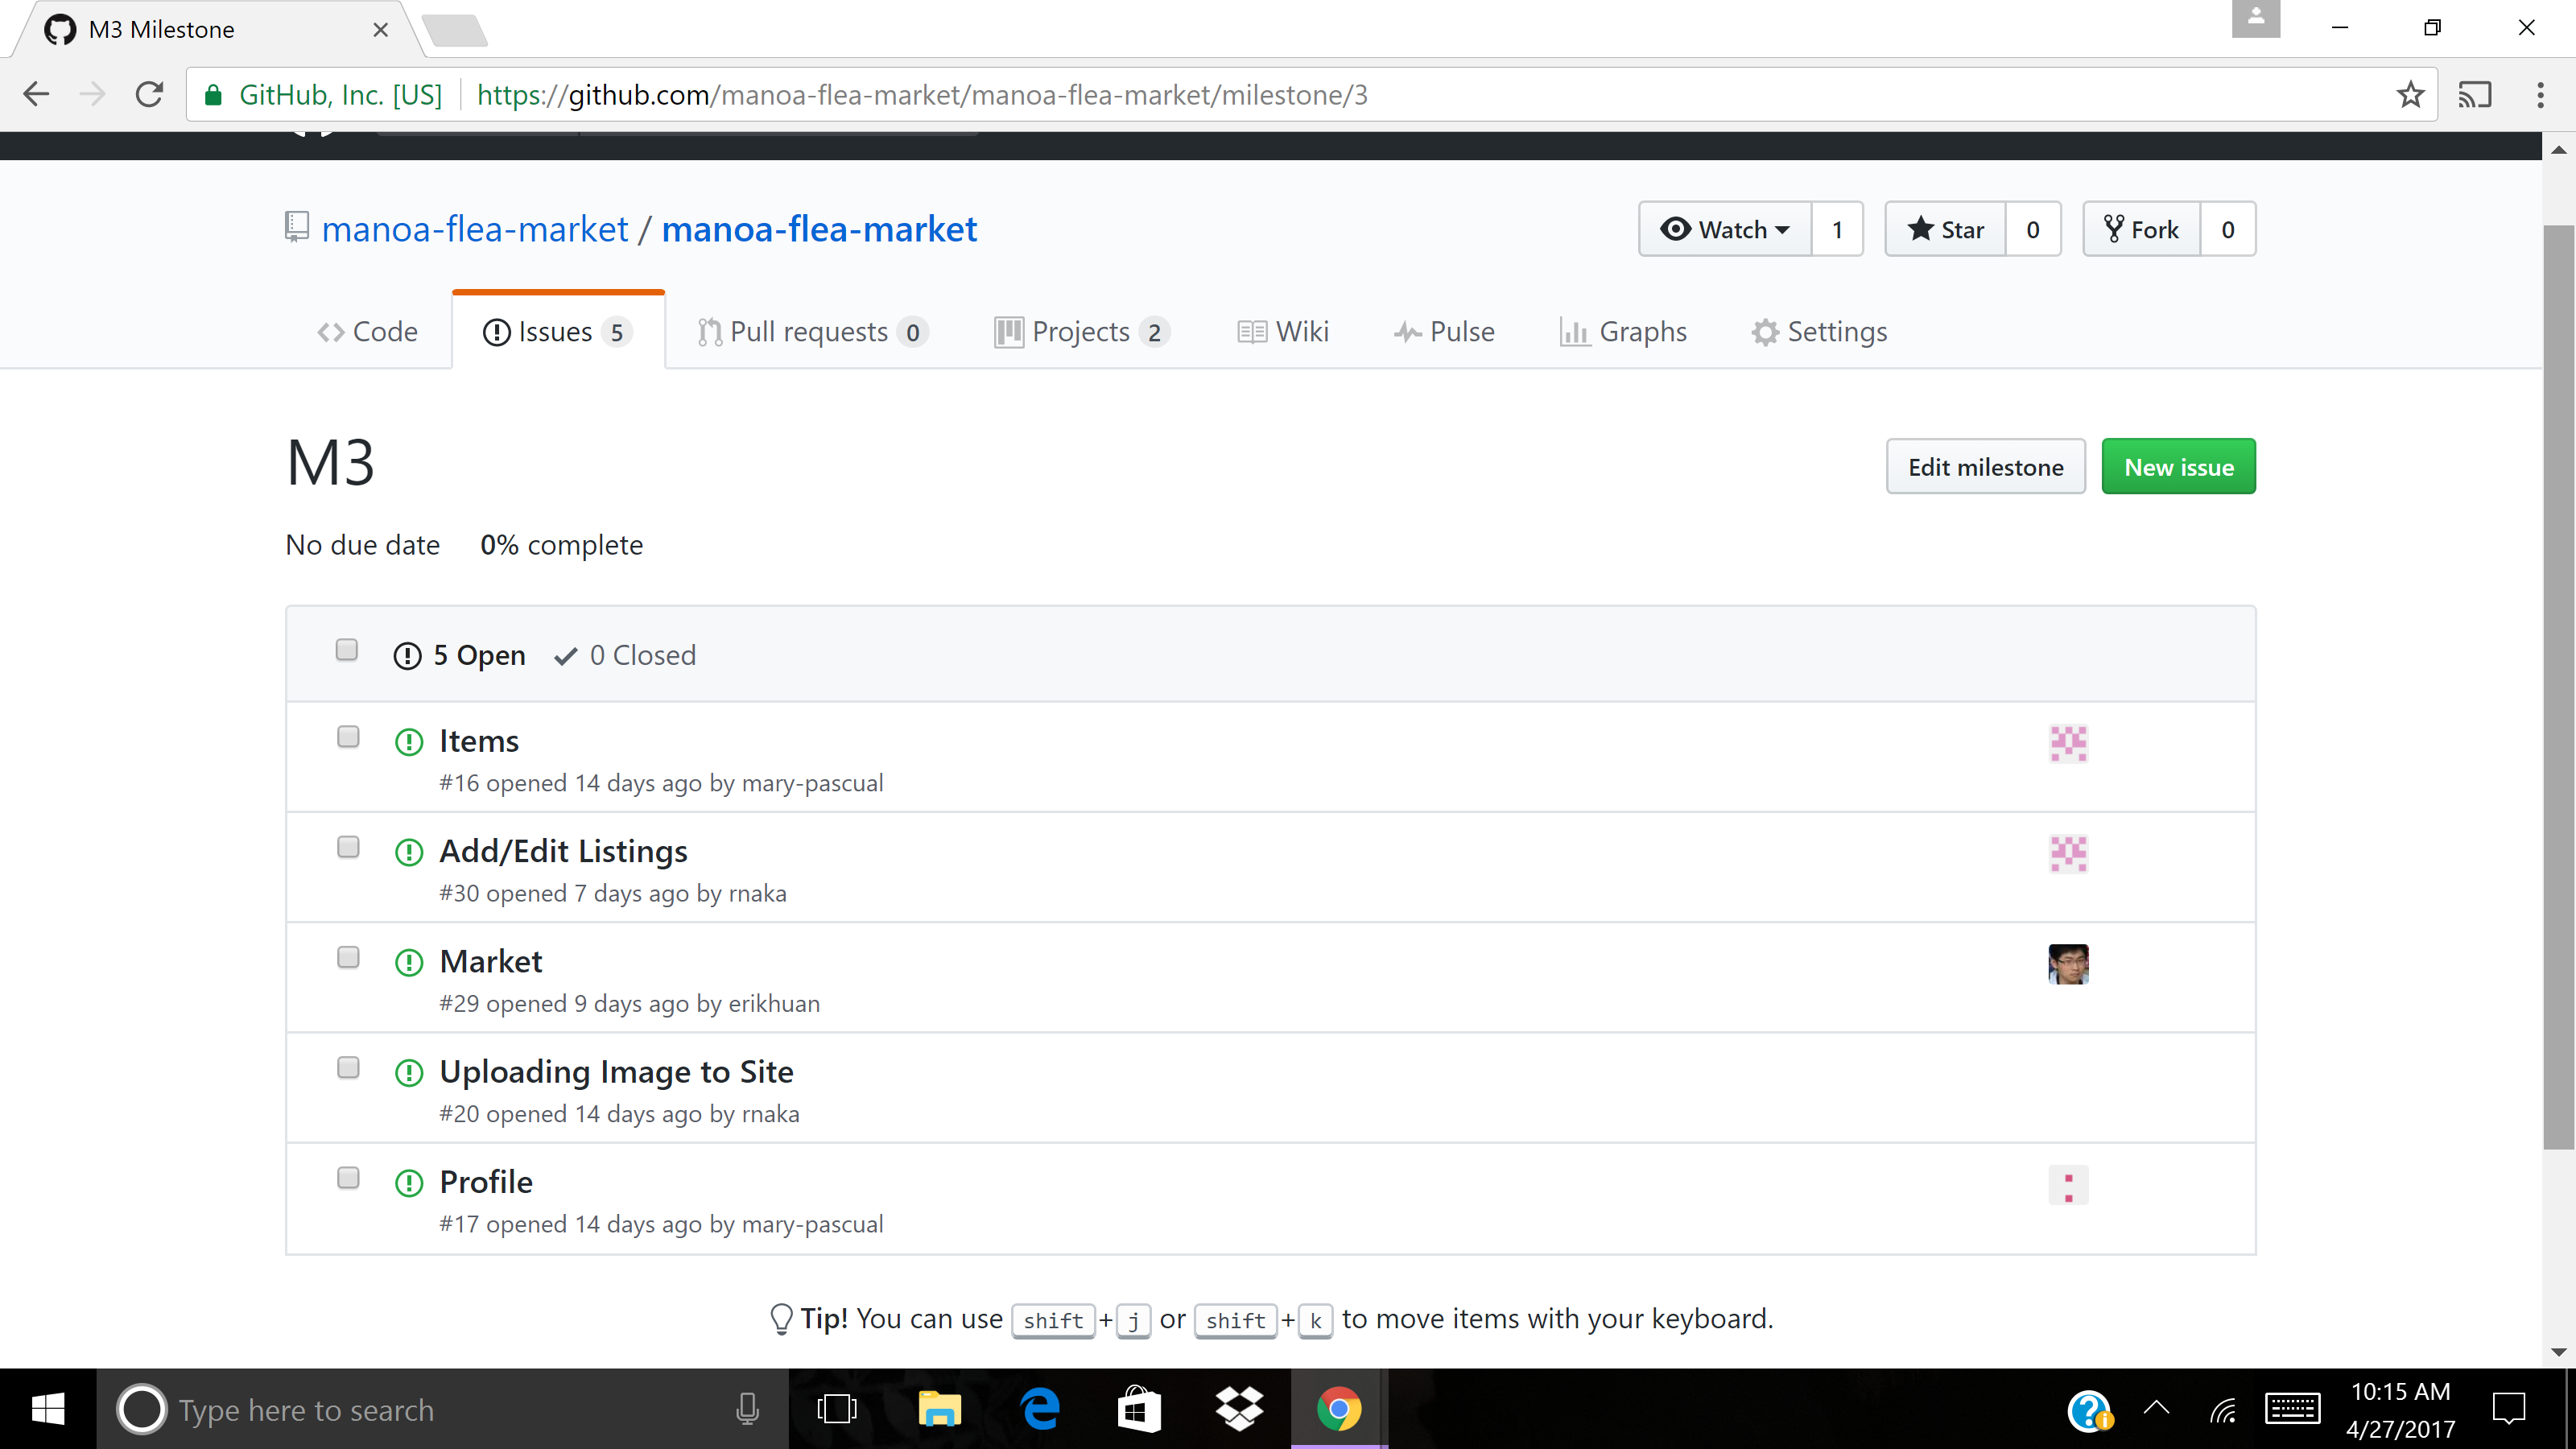 M3 Milestone
GitHub, Inc. [US] https://github.com/manoa-flea-market/manoa-flea-market/milestone/3
manoa-flea-market / manoa-flea-market
Watch 1 Star 0 Fork 0
Code Issues 5 Pull requests 0 Projects 2 Wiki Pulse Graphs Settings
M3
Edit milestone New issue
No due date 0% complete
5 Open 0 Closed
Items
#16 opened 14 days ago by mary-pascual
Add/Edit Listings
#30 opened 7 days ago by rnaka
Market
#29 opened 9 days ago by erikhuan
Uploading Image to Site
#20 opened 14 days ago by rnaka
Profile
#17 opened 14 days ago by mary-pascual
Tip! You can use shift+j or shift+k to move items with your keyboard.
Type here to search
10:15 AM
4/27/2017